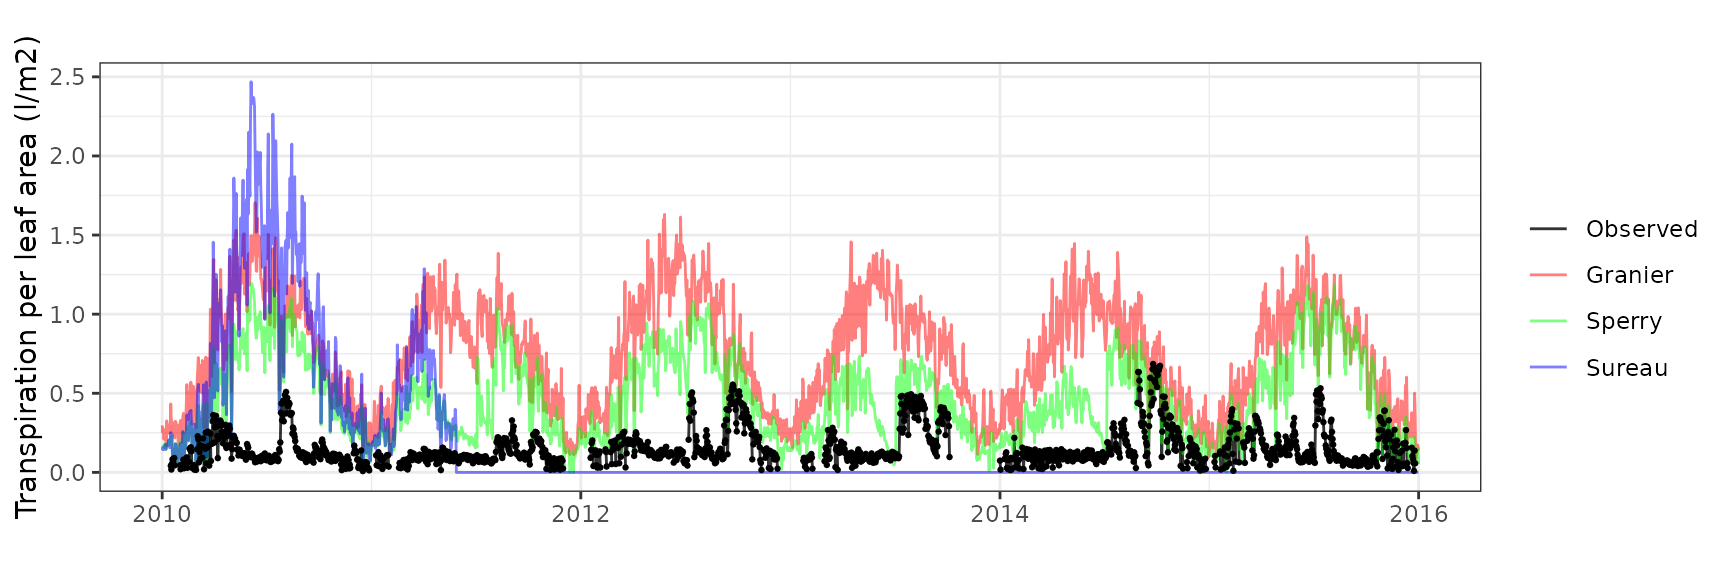 Transpiration per leaf area (l/m2)
2.5
2.0
1.5
1.0
0.5
0.0
2010
2012
2014
2016
Observed
Granier
Sperry
Sureau